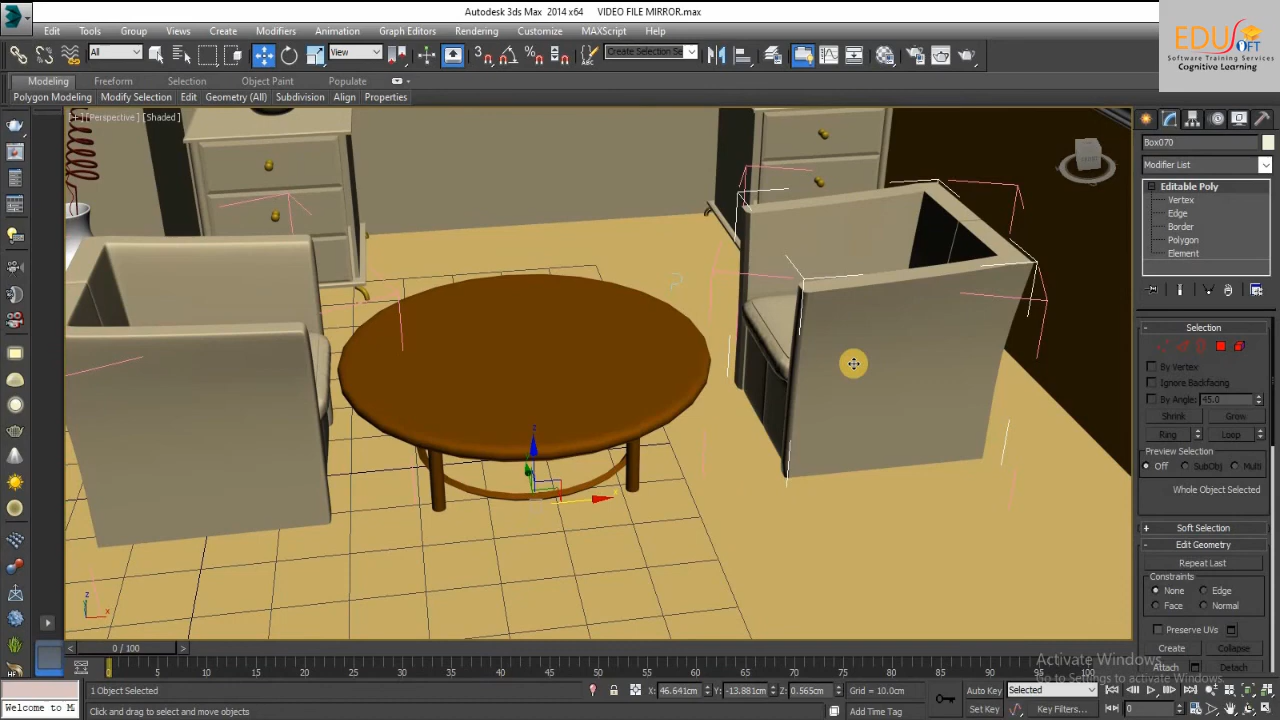 Autodesk 3ds Max 2014 x64 VIDEO FILE MIRROR.max
Edit Tools Group Views Create Modifiers Animation Graph Editors Rendering Customize MAXScript Help
EDUSOFT
Software Training Services
Cognitive Learning
All View Create Selection Se
Modeling Freeform Selection Object Paint Populate
Polygon Modeling Modify Selection Edit Geometry (All) Subdivision Align Properties
[+] [Perspective] [Shaded]
Box070
Modifier List
Editable Poly
Vertex
Edge
Border
Polygon
Element
Selection
By Vertex
Ignore Backfacing
By Angle: 45.0
Shrink Grow
Ring Loop
Preview Selection
Off SubObj Multi
Whole Object Selected
Soft Selection
Edit Geometry
Repeat Last
Constraints
None Edge
Face Normal
Preserve UVs
Create Collapse
Attach Detach
z
x
0 / 100
0 5 10 15 20 25 30 35 40 45 50 55 60 65 70 75 80 85 90 95 100
Activate Windows
Go to Settings to activate Windows.
1 Object Selected X: 46.641cm Y: -13.881cm Z: 0.565cm Grid = 10.0cm Auto Key Selected
Welcome to M Click and drag to select and move objects Add Time Tag Set Key Key Filters... 0